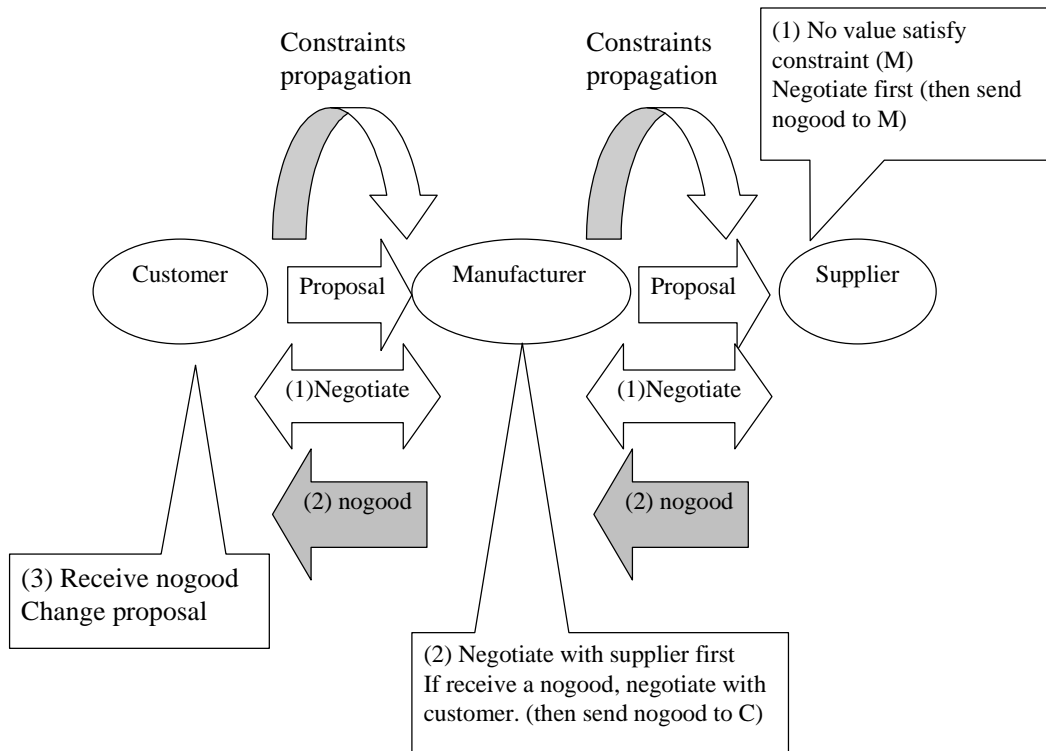 Constraints
propagation
Constraints
propagation
(1) No value satisfy
constraint (M)
Negotiate first (then send
nogood to M)
Customer
Proposal
Manufacturer
Proposal
Supplier
(1)Negotiate
(1)Negotiate
(2) nogood
(2) nogood
(3) Receive nogood
Change proposal
(2) Negotiate with supplier first
If receive a nogood, negotiate with
customer. (then send nogood to C)